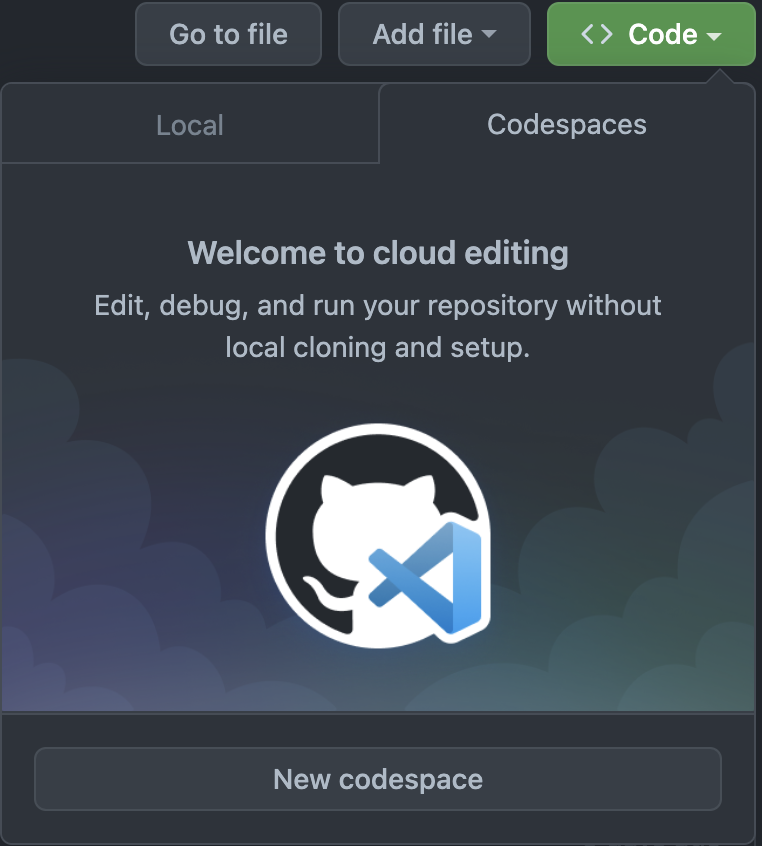 Go to file
Add file
<> Code
Local
Codespaces
Welcome to cloud editing
Edit, debug, and run your repository without
local cloning and setup.
New codespace